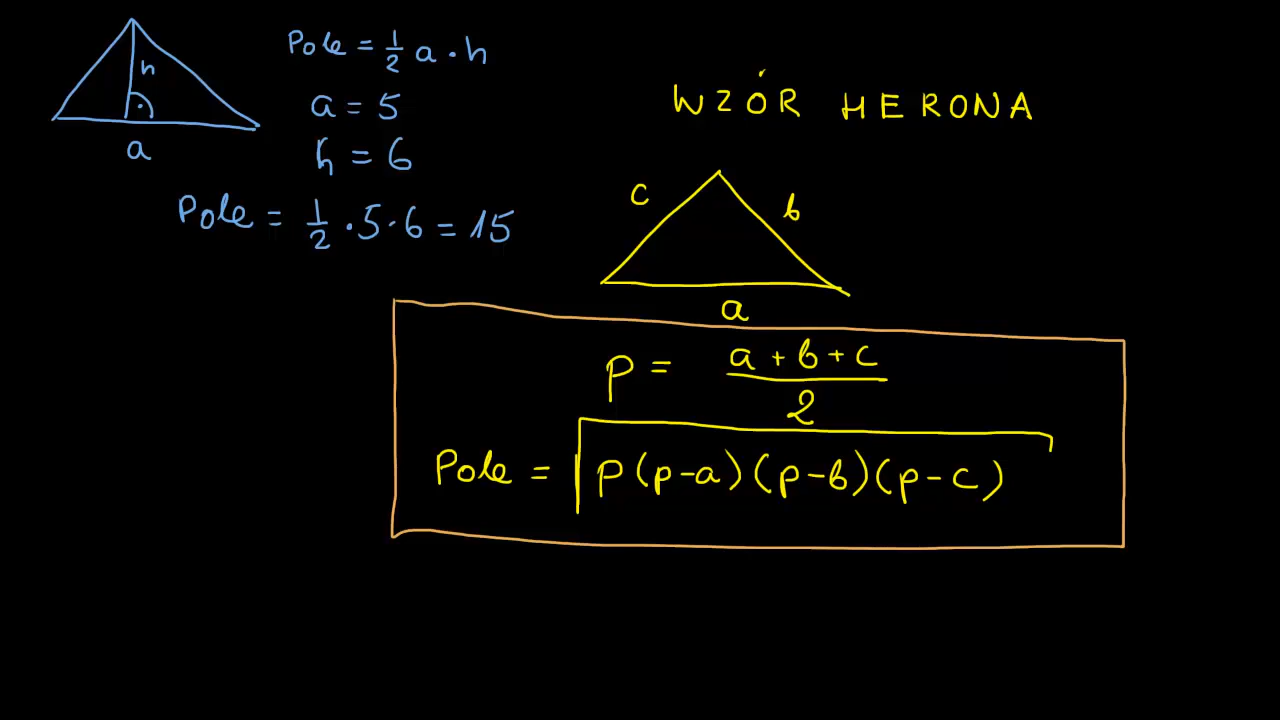 h
a
Pole = 1/2 a · h
a = 5
h = 6
Pole = 1/2 · 5 · 6 = 15
WZÓR HERONA
c
b
a
p = (a + b + c)/2
Pole = √p(p-a)(p-b)(p-c)